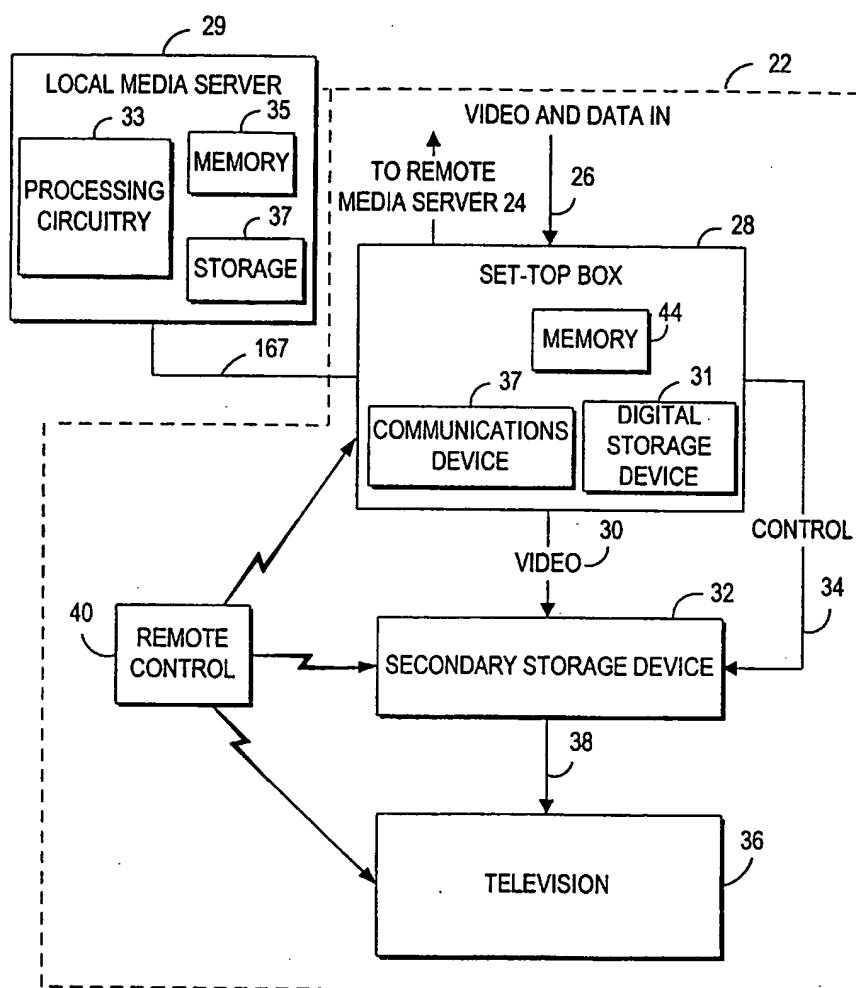 29
LOCAL MEDIA SERVER
33
PROCESSING
CIRCUITRY
35
MEMORY
37
STORAGE
167
22
VIDEO AND DATA IN
TO REMOTE
MEDIA SERVER 24
26
28
SET-TOP BOX
MEMORY
44
37
COMMUNICATIONS
DEVICE
31
DIGITAL
STORAGE
DEVICE
VIDEO
30
CONTROL
34
40
REMOTE
CONTROL
32
SECONDARY STORAGE DEVICE
38
36
TELEVISION